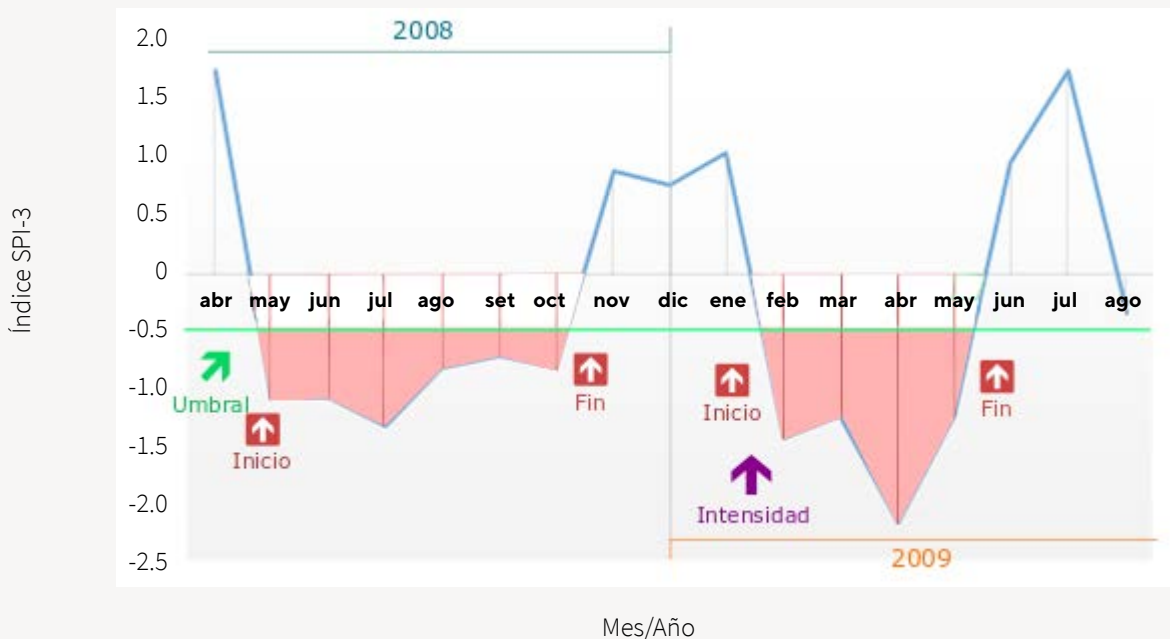 2008
2.0
1.5
1.0
0.5
0
-0.5
-1.0
-1.5
-2.0
-2.5
Índice SPI-3
abr may jun jul ago set oct nov dic ene feb mar abr may jun jul ago
Umbral
Inicio
Fin
Inicio
Fin
Intensidad
2009
Mes/Año